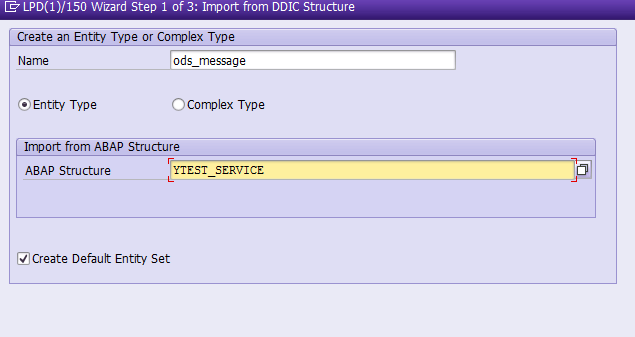 LPD(1)/150 Wizard Step 1 of 3: Import from DDIC Structure
Create an Entity Type or Complex Type
Name ods_message
Entity Type Complex Type
Import from ABAP Structure
ABAP Structure YTEST_SERVICE
Create Default Entity Set